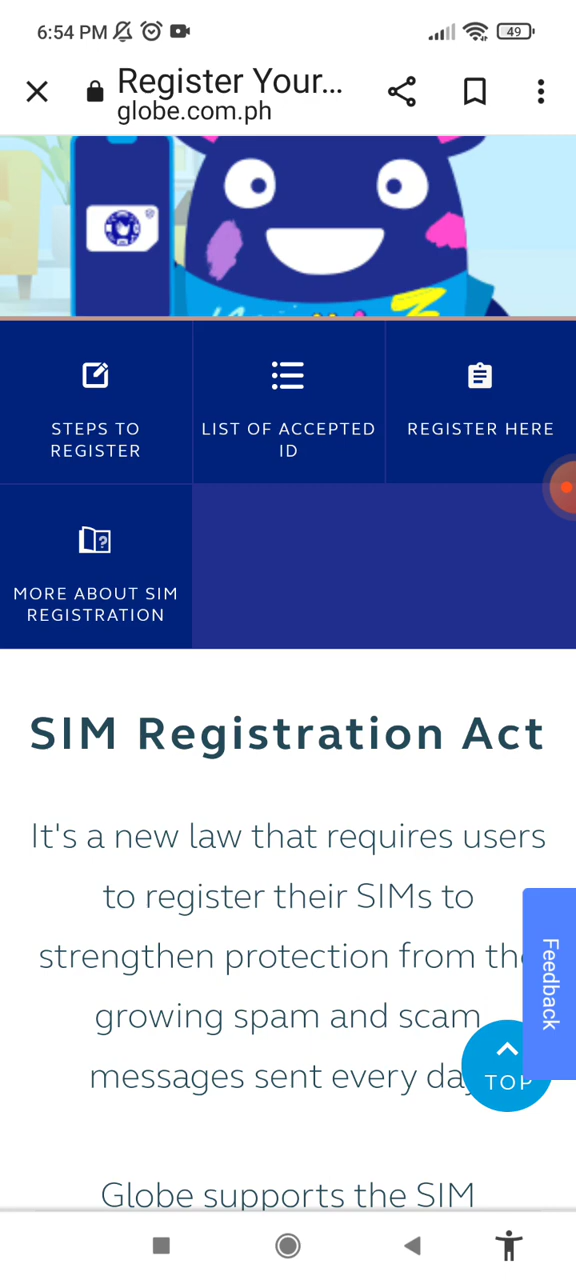 6:54 PM
49
Register Your...
globe.com.ph
STEPS TO
REGISTER
LIST OF ACCEPTED
ID
REGISTER HERE
MORE ABOUT SIM
REGISTRATION
SIM Registration Act
It's a new law that requires users
to register their SIMs to
strengthen protection from the
growing spam and scam
messages sent every day
Feedback
TOP
Globe supports the SIM